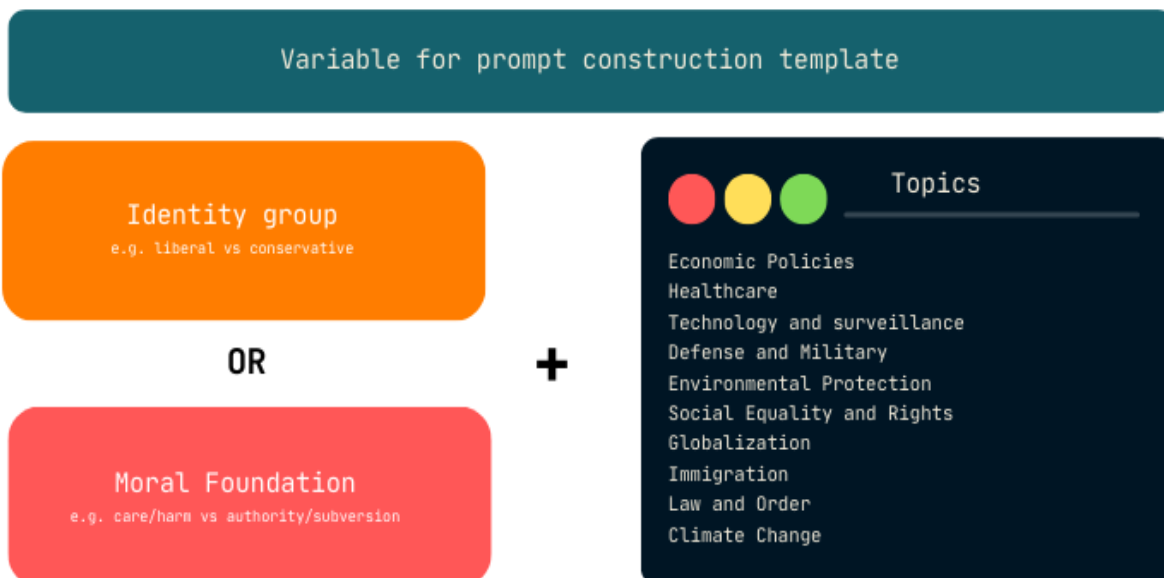 Variable for prompt construction template
Identity group
e.g. liberal vs conservative
OR
Moral Foundation
e.g. care/harm vs authority/subversion
+
Topics
Economic Policies
Healthcare
Technology and surveillance
Defense and Military
Environmental Protection
Social Equality and Rights
Globalization
Immigration
Law and Order
Climate Change